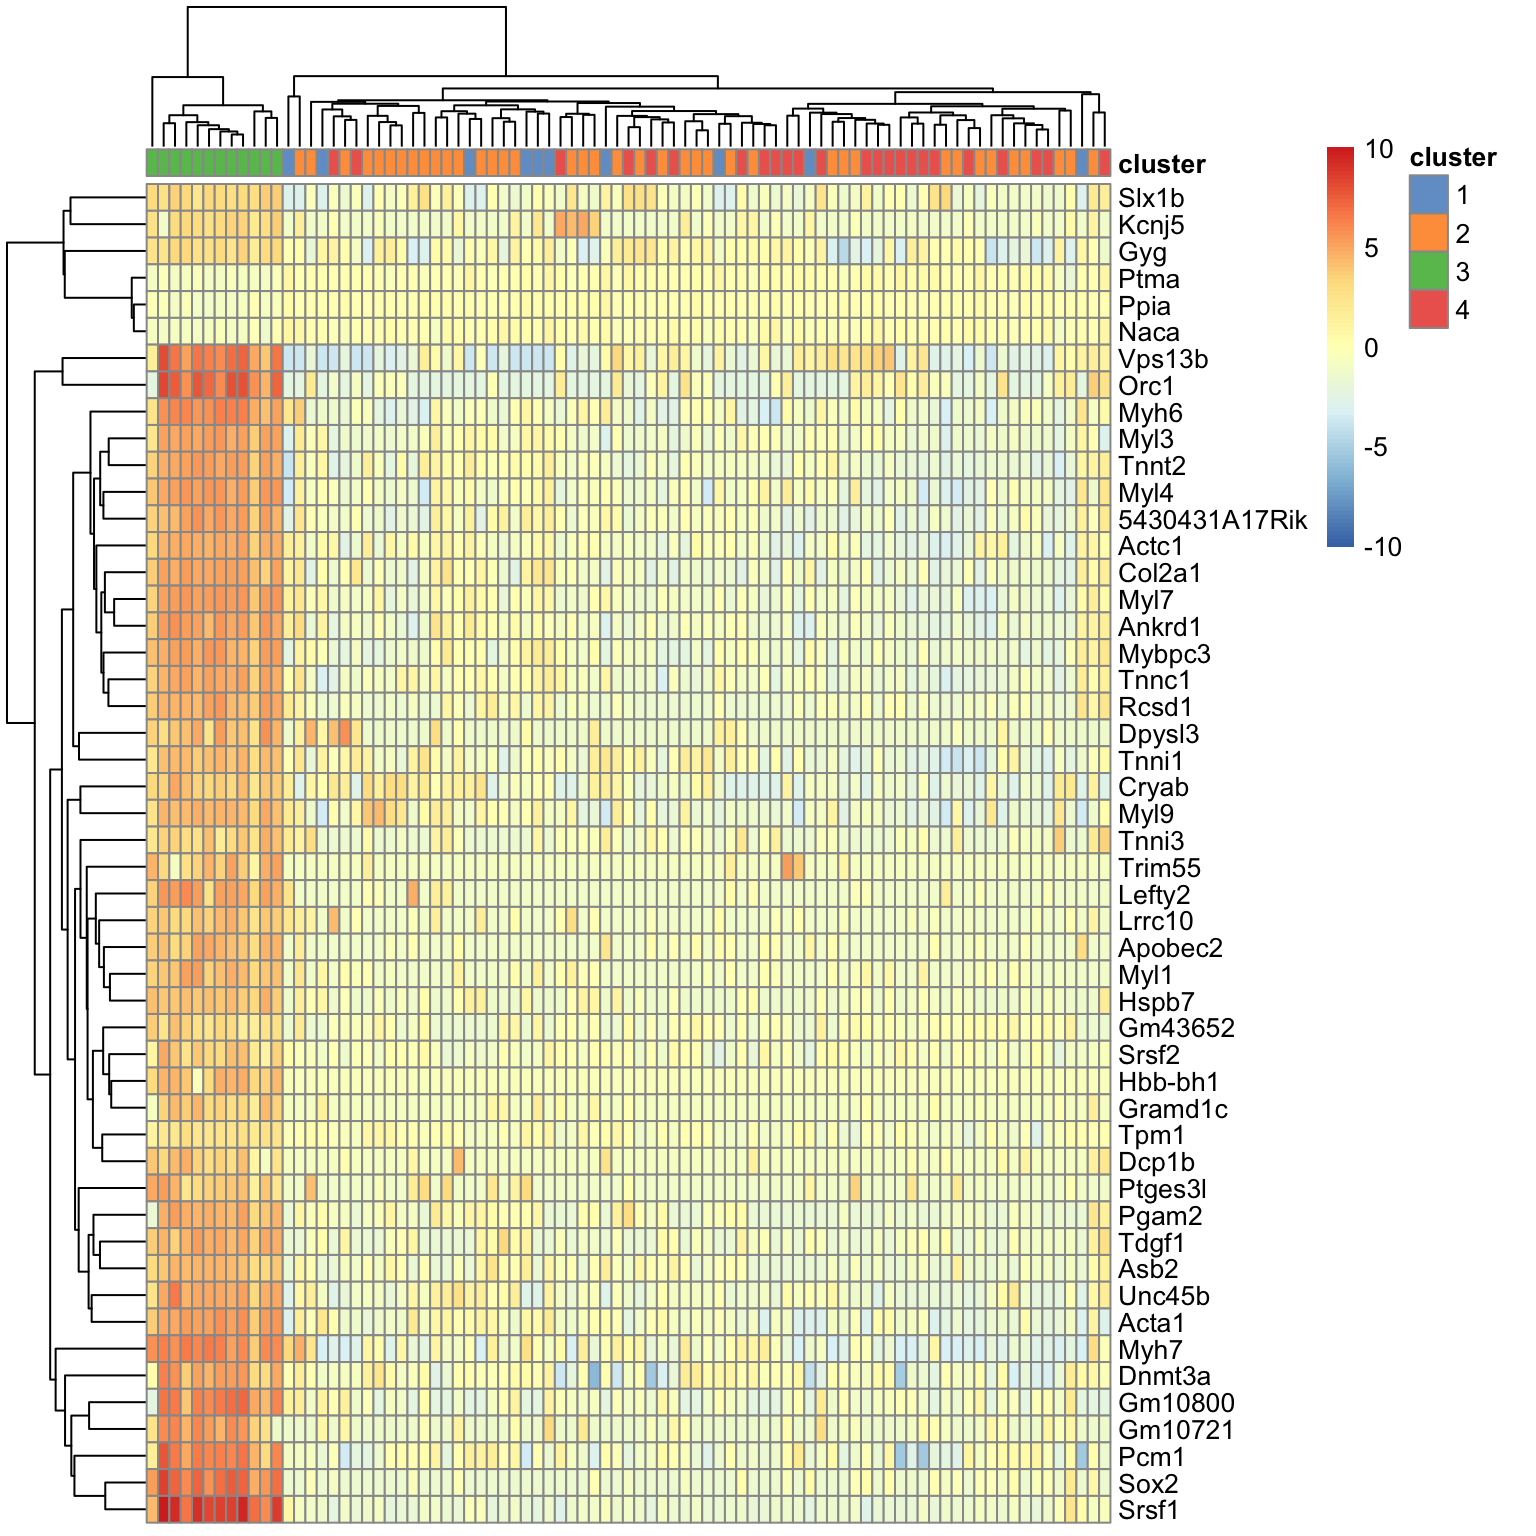 cluster
Slx1b
Kcnj5
Gyg
Ptma
Ppia
Naca
Vps13b
Orc1
Myh6
Myl3
Tnnt2
Myl4
5430431A17Rik
Actc1
Col2a1
Myl7
Ankrd1
Mybpc3
Tnnc1
Rcsd1
Dpysl3
Tnni1
Cryab
Myl9
Tnni3
Trim55
Lefty2
Lrrc10
Apobec2
Myl1
Hspb7
Gm43652
Srsf2
Hbb-bh1
Gramd1c
Tpm1
Dcp1b
Ptges3l
Pgam2
Tdgf1
Asb2
Unc45b
Acta1
Myh7
Dnmt3a
Gm10800
Gm10721
Pcm1
Sox2
Srsf1
10
5
0
-5
-10
cluster
1
2
3
4